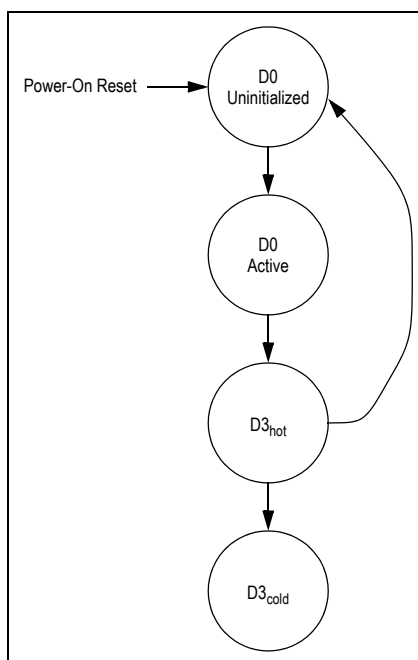 Power-On Reset
D0
Uninitialized
D0
Active
D3hot
D3cold